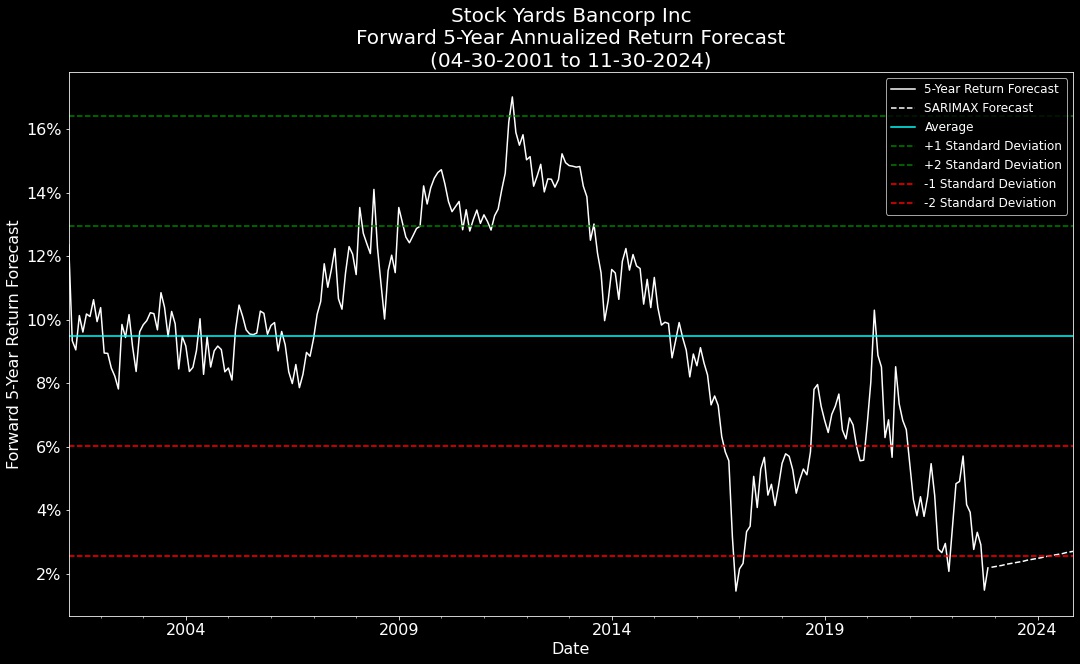 Stock Yards Bancorp Inc
Forward 5-Year Annualized Return Forecast
(04-30-2001 to 11-30-2024)
5-Year Return Forecast
SARIMAX Forecast
Average
+1 Standard Deviation
+2 Standard Deviation
-1 Standard Deviation
-2 Standard Deviation
Forward 5-Year Return Forecast
16%
14%
12%
10%
8%
6%
4%
2%
2004
2009
2014
2019
2024
Date